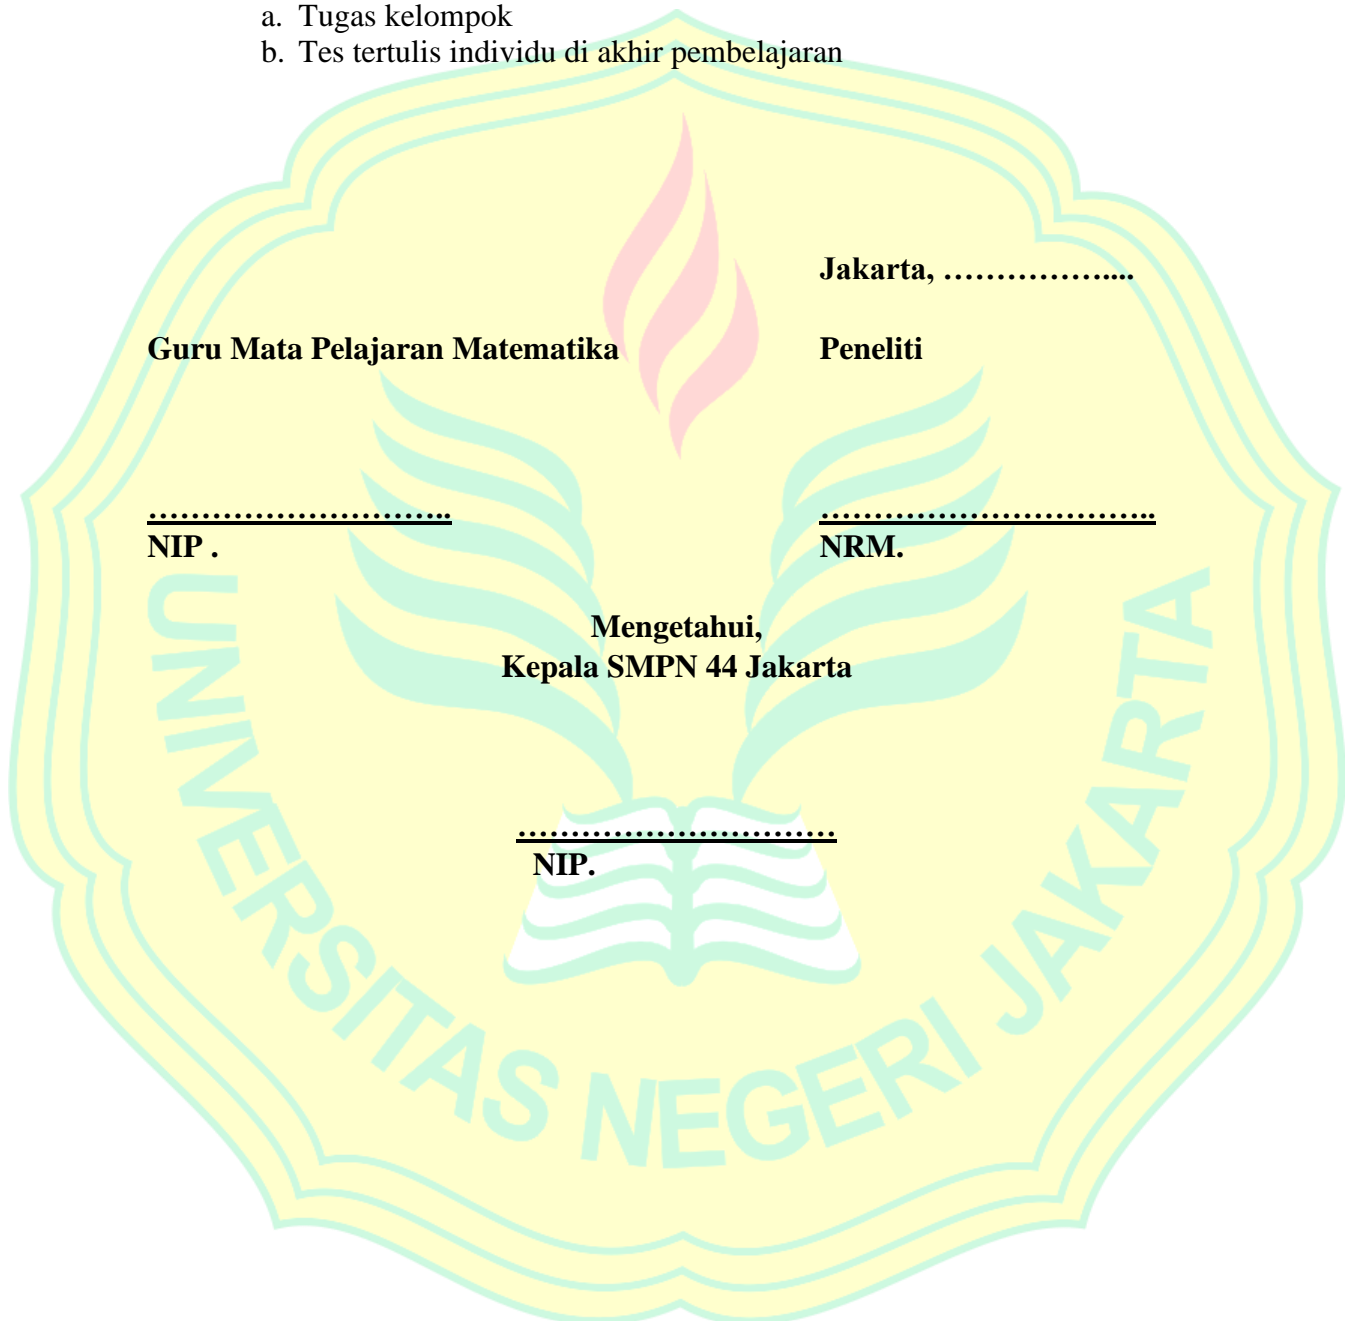 a. Tugas kelompok
b. Tes tertulis individu di akhir pembelajaran
Jakarta, ……………....
Guru Mata Pelajaran Matematika Peneliti
……………………….. …………………………..
NIP . NRM.
Mengetahui,
Kepala SMPN 44 Jakarta
…………………………
NIP.
UNIVERSITAS NEGERI JAKARTA